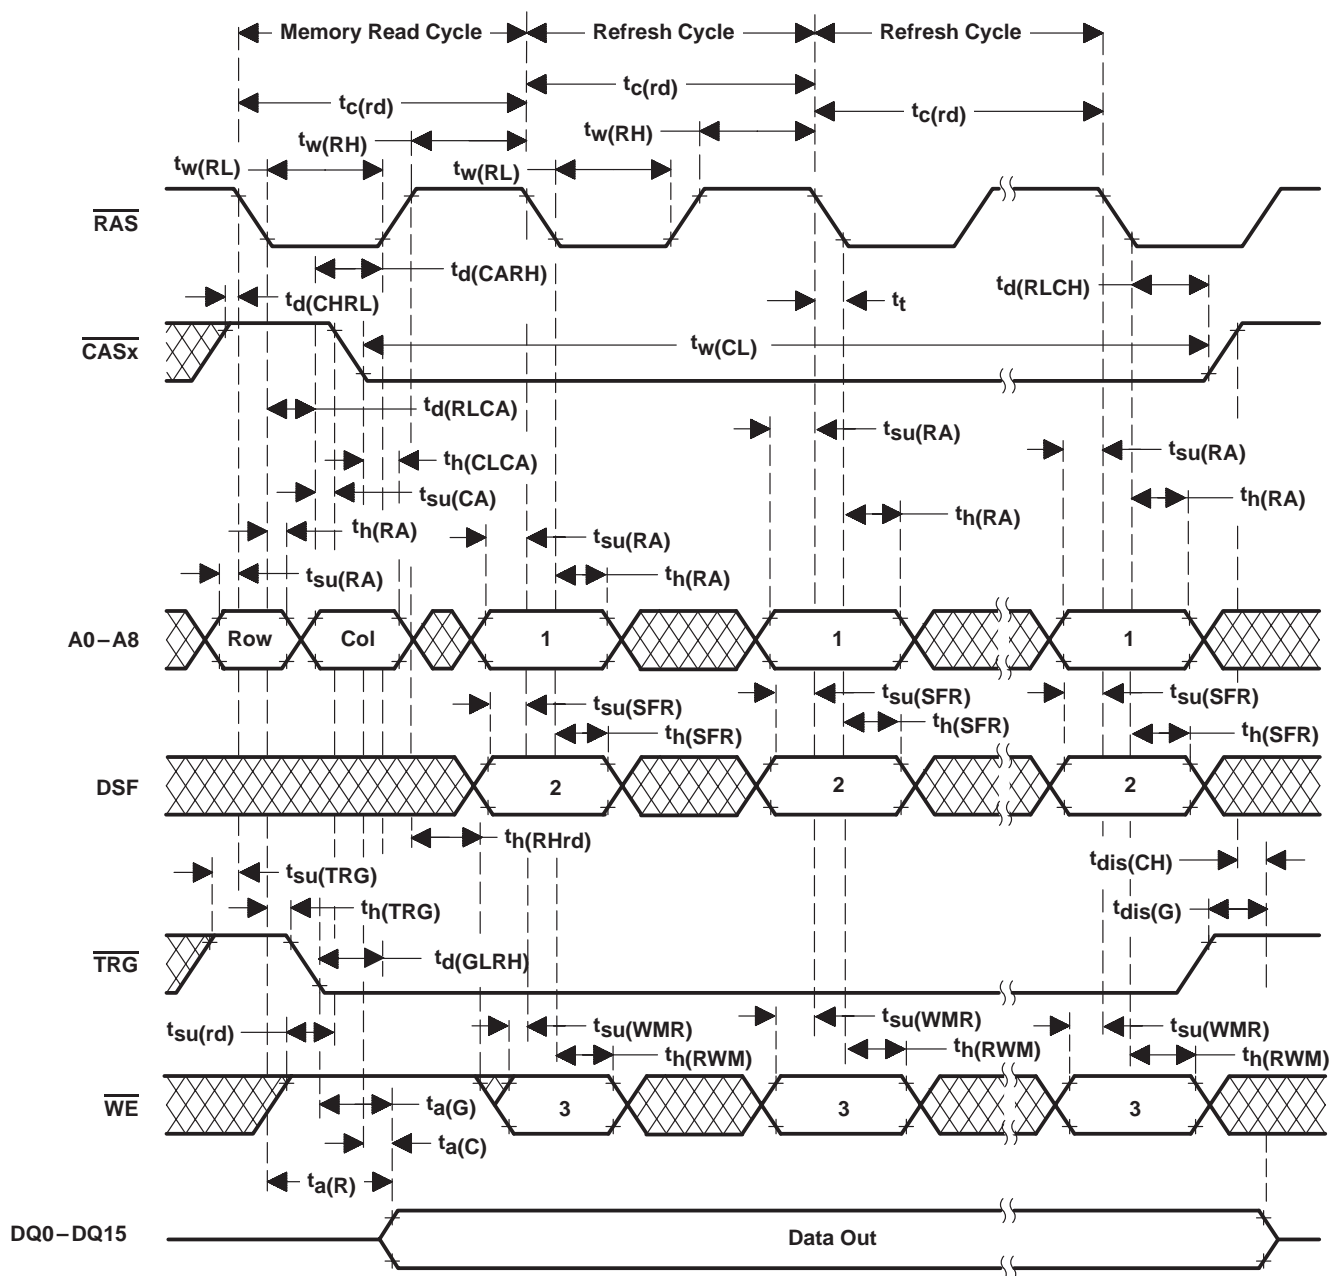 Memory Read Cycle
Refresh Cycle
Refresh Cycle
tc(rd)
tc(rd)
tc(rd)
tw(RH)
tw(RH)
tw(RL)
tw(RL)
RAS
td(CARH)
td(RLCH)
td(CHRL)
tt
CASx
tw(CL)
td(RLCA)
tsu(RA)
tsu(RA)
th(CLCA)
tsu(CA)
th(RA)
th(RA)
th(RA)
tsu(RA)
tsu(RA)
th(RA)
A0–A8
Row
Col
1
1
1
tsu(SFR)
tsu(SFR)
tsu(SFR)
th(SFR)
th(SFR)
th(SFR)
DSF
2
2
2
th(RHrd)
tsu(TRG)
tdis(CH)
th(TRG)
tdis(G)
TRG
td(GLRH)
tsu(rd)
tsu(WMR)
tsu(WMR)
tsu(WMR)
th(RWM)
th(RWM)
th(RWM)
WE
ta(G)
3
3
3
ta(C)
ta(R)
DQ0–DQ15
Data Out